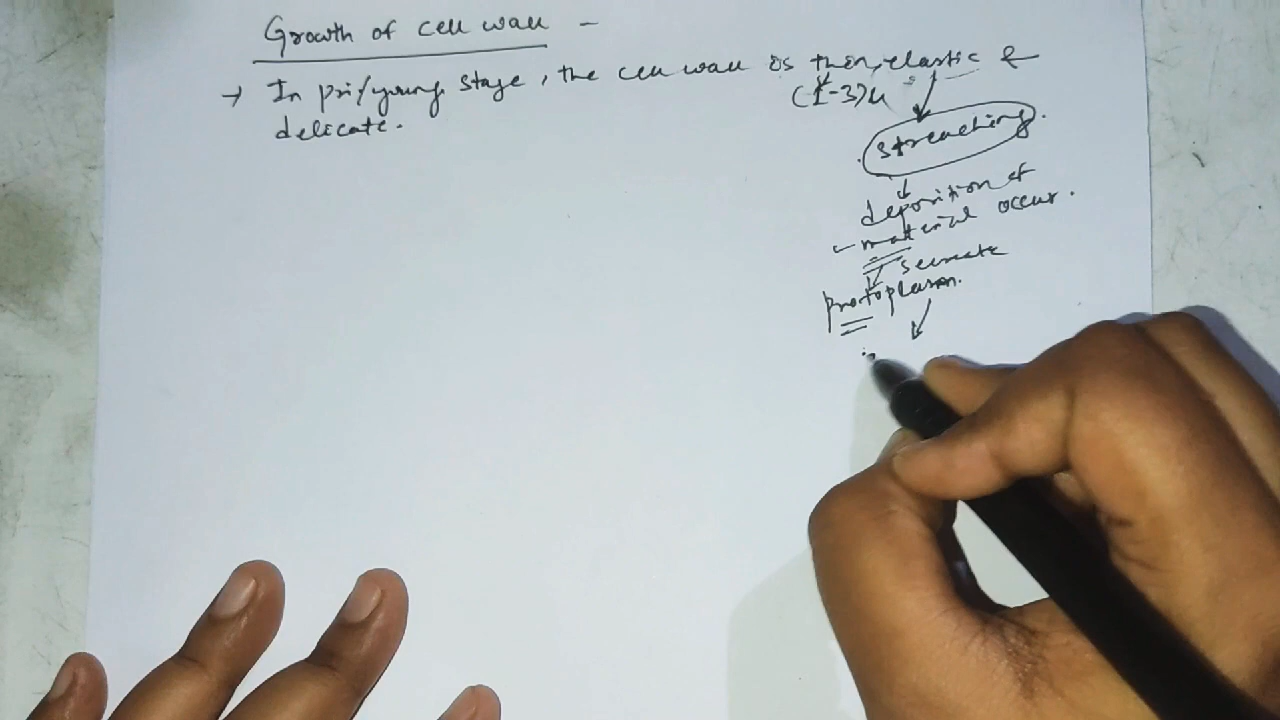 Growth of cell wall –
→ In pri/young stage, the cell wall is thin, elastic &
(1-3)u
delicate.
streaching.
deposition of
material occur.
secrete
Protoplasm.